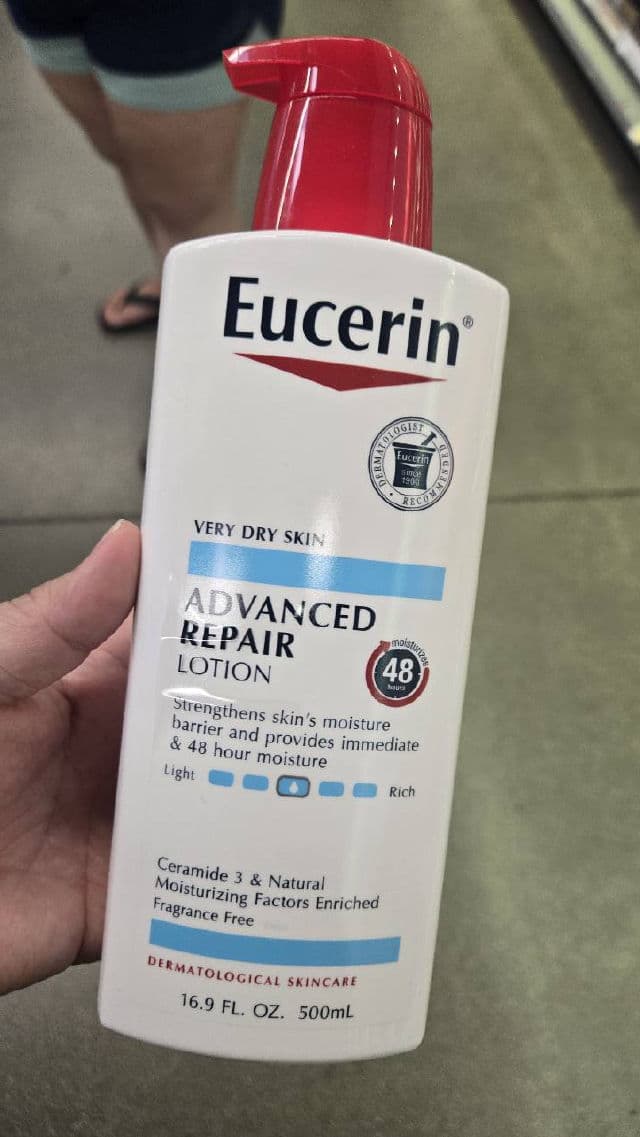 Eucerin®
DERMATOLOGIST
Eucerin
since
1900
RECOMMENDED
VERY DRY SKIN
ADVANCED
REPAIR
LOTION
moisturizes
48
hours
Strengthens skin's moisture
barrier and provides immediate
& 48 hour moisture
Light
Rich
Ceramide 3 & Natural
Moisturizing Factors Enriched
Fragrance Free
DERMATOLOGICAL SKINCARE
16.9 FL. OZ. 500mL